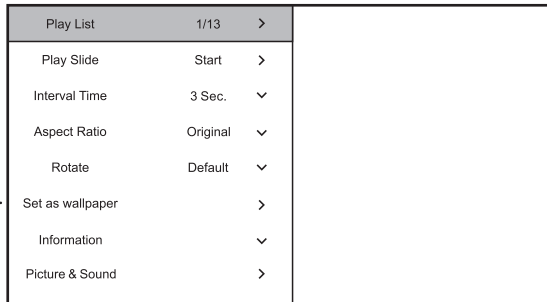 Play List 1/13 >
Play Slide Start >
Interval Time 3 Sec.
Aspect Ratio Original
Rotate Default
Set as wallpaper >
Information
Picture & Sound >